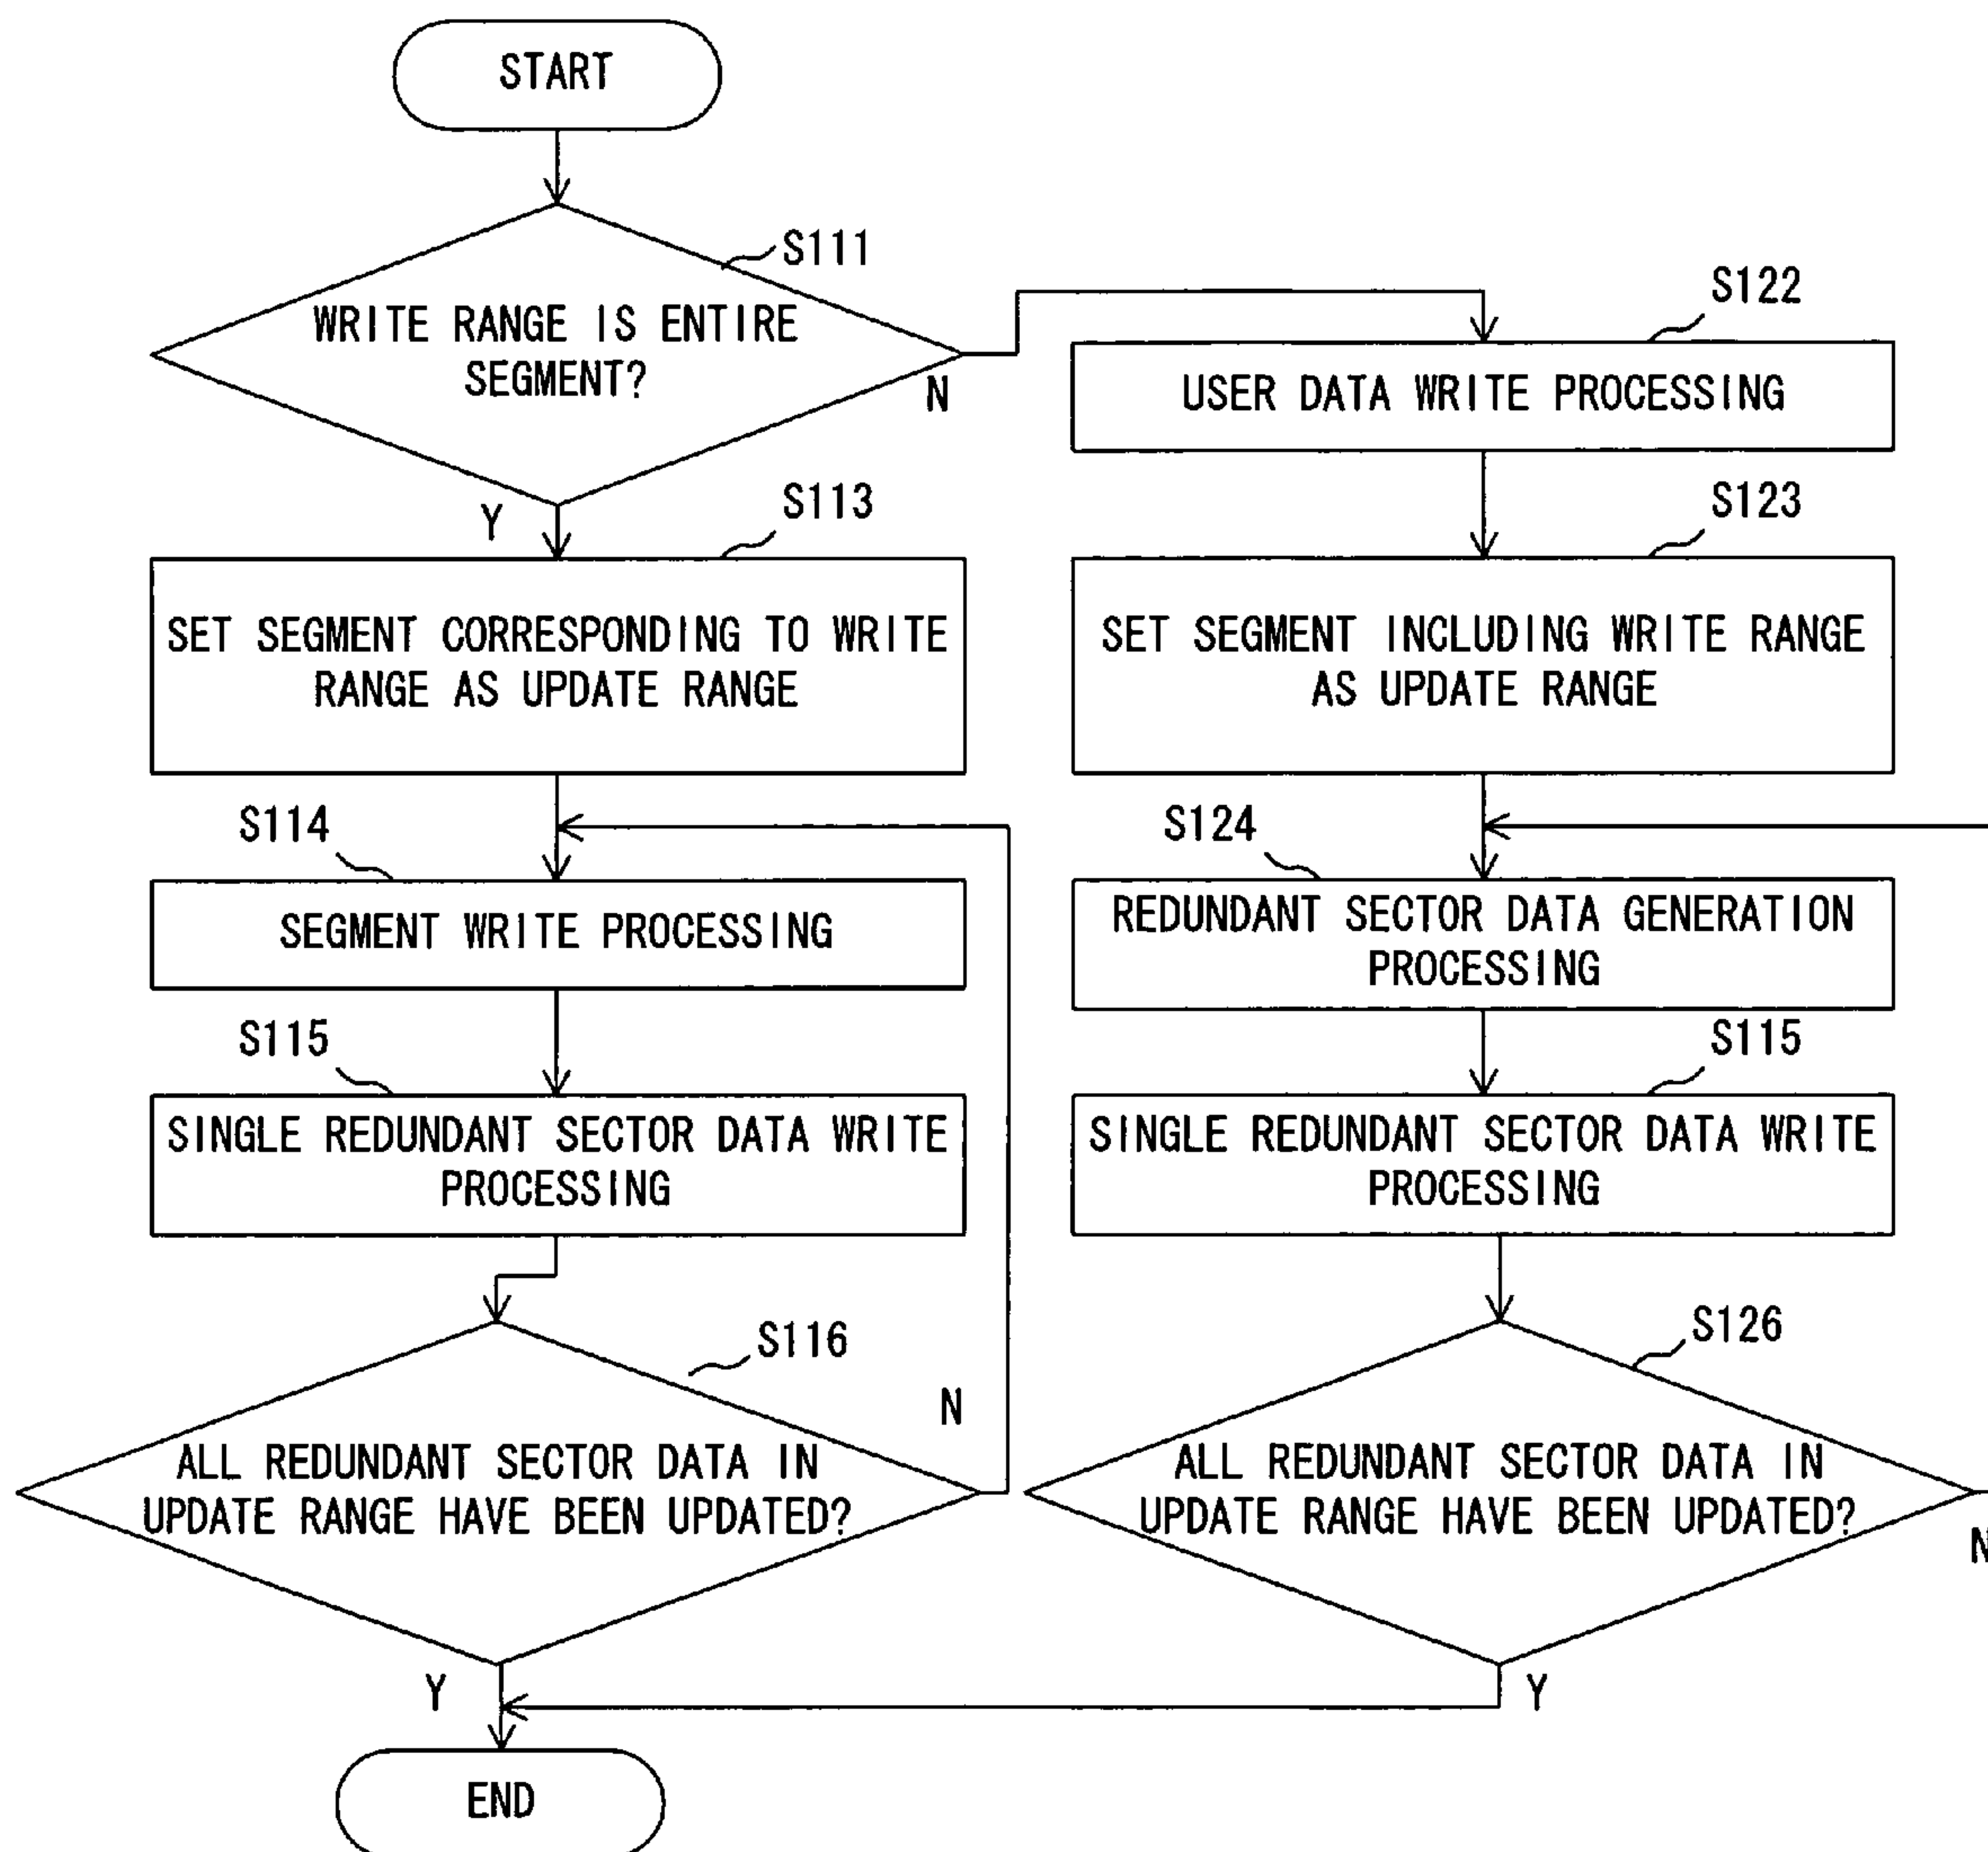 START
S111
WRITE RANGE IS ENTIRE
SEGMENT?
N
Y
S113
SET SEGMENT CORRESPONDING TO WRITE
RANGE AS UPDATE RANGE
S114
SEGMENT WRITE PROCESSING
S115
SINGLE REDUNDANT SECTOR DATA WRITE
PROCESSING
S116
N
ALL REDUNDANT SECTOR DATA IN
UPDATE RANGE HAVE BEEN UPDATED?
Y
END
S122
USER DATA WRITE PROCESSING
S123
SET SEGMENT INCLUDING WRITE RANGE
AS UPDATE RANGE
S124
REDUNDANT SECTOR DATA GENERATION
PROCESSING
S115
SINGLE REDUNDANT SECTOR DATA WRITE
PROCESSING
S126
ALL REDUNDANT SECTOR DATA IN
UPDATE RANGE HAVE BEEN UPDATED?
N
Y